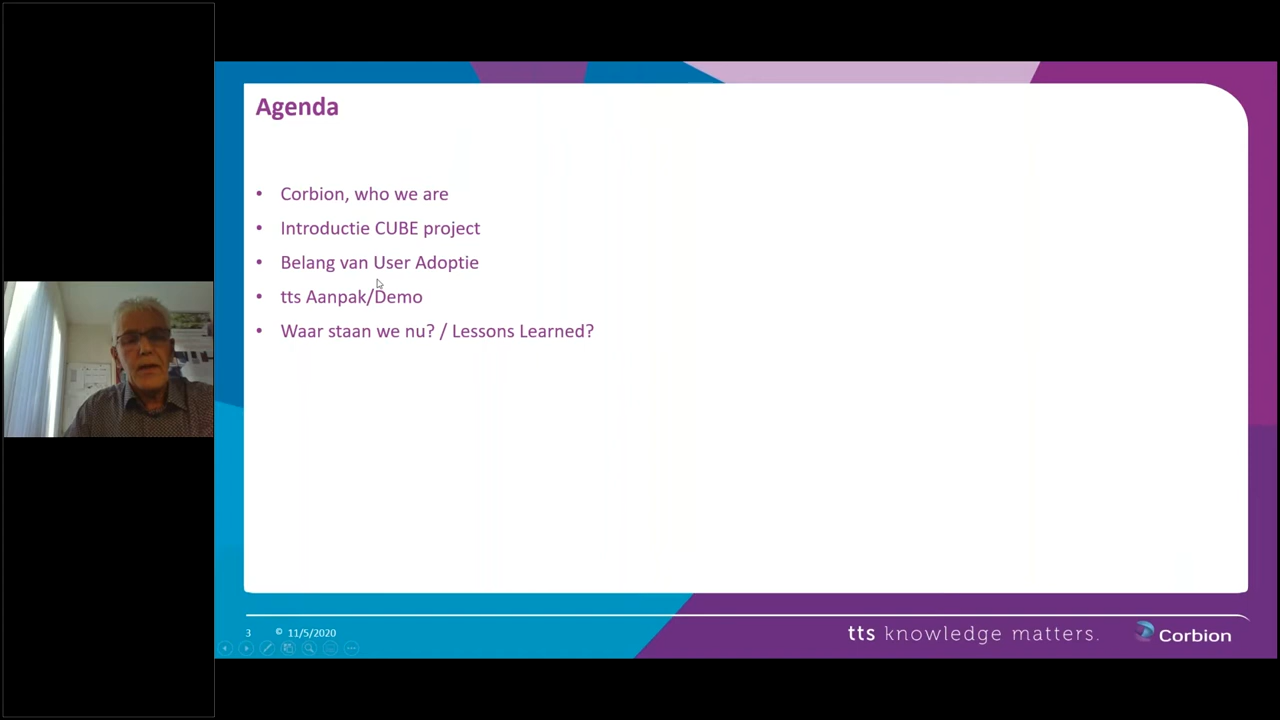 Agenda
• Corbion, who we are
• Introductie CUBE project
• Belang van User Adoptie
• tts Aanpak/Demo
• Waar staan we nu? / Lessons Learned?
3 © 11/5/2020
tts knowledge matters.
Corbion